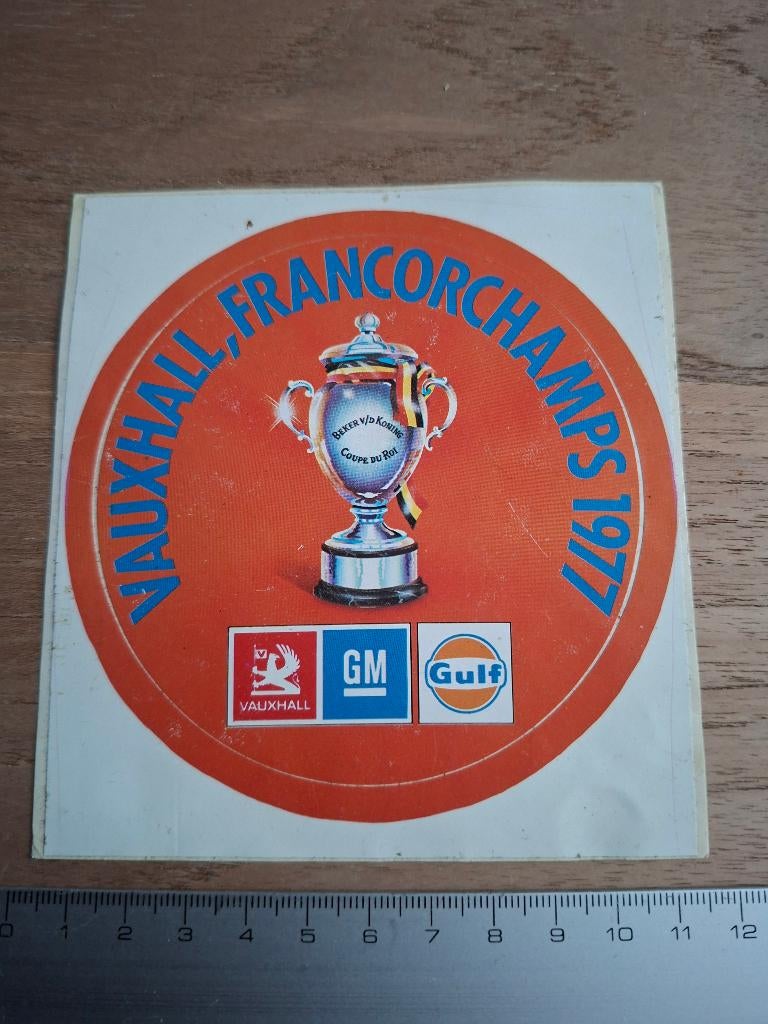 VAUXHALL, FRANCORCHAMPS 1977
BEKER V/D KONING
COUPE DU ROI
V
VAUXHALL
GM
Gulf
0 1 2 3 4 5 6 7 8 9 10 11 12